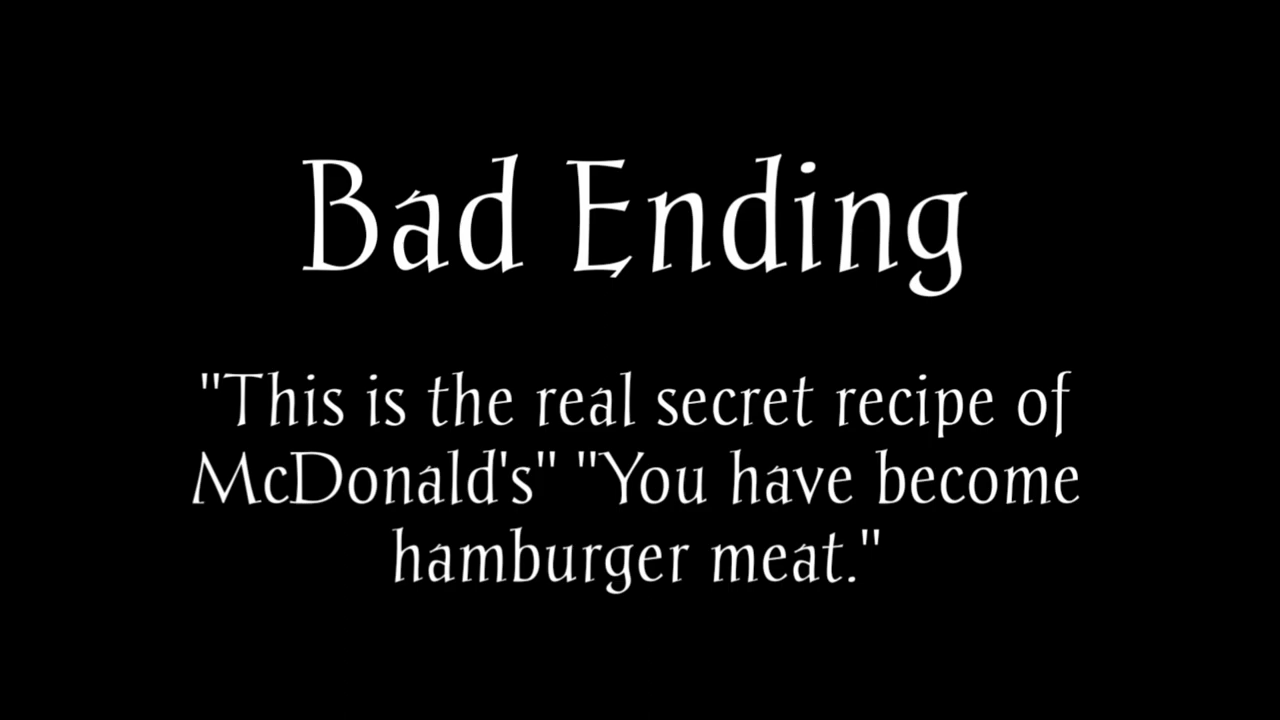 Bad Ending
"This is the real secret recipe of
McDonald's" "You have become
hamburger meat."